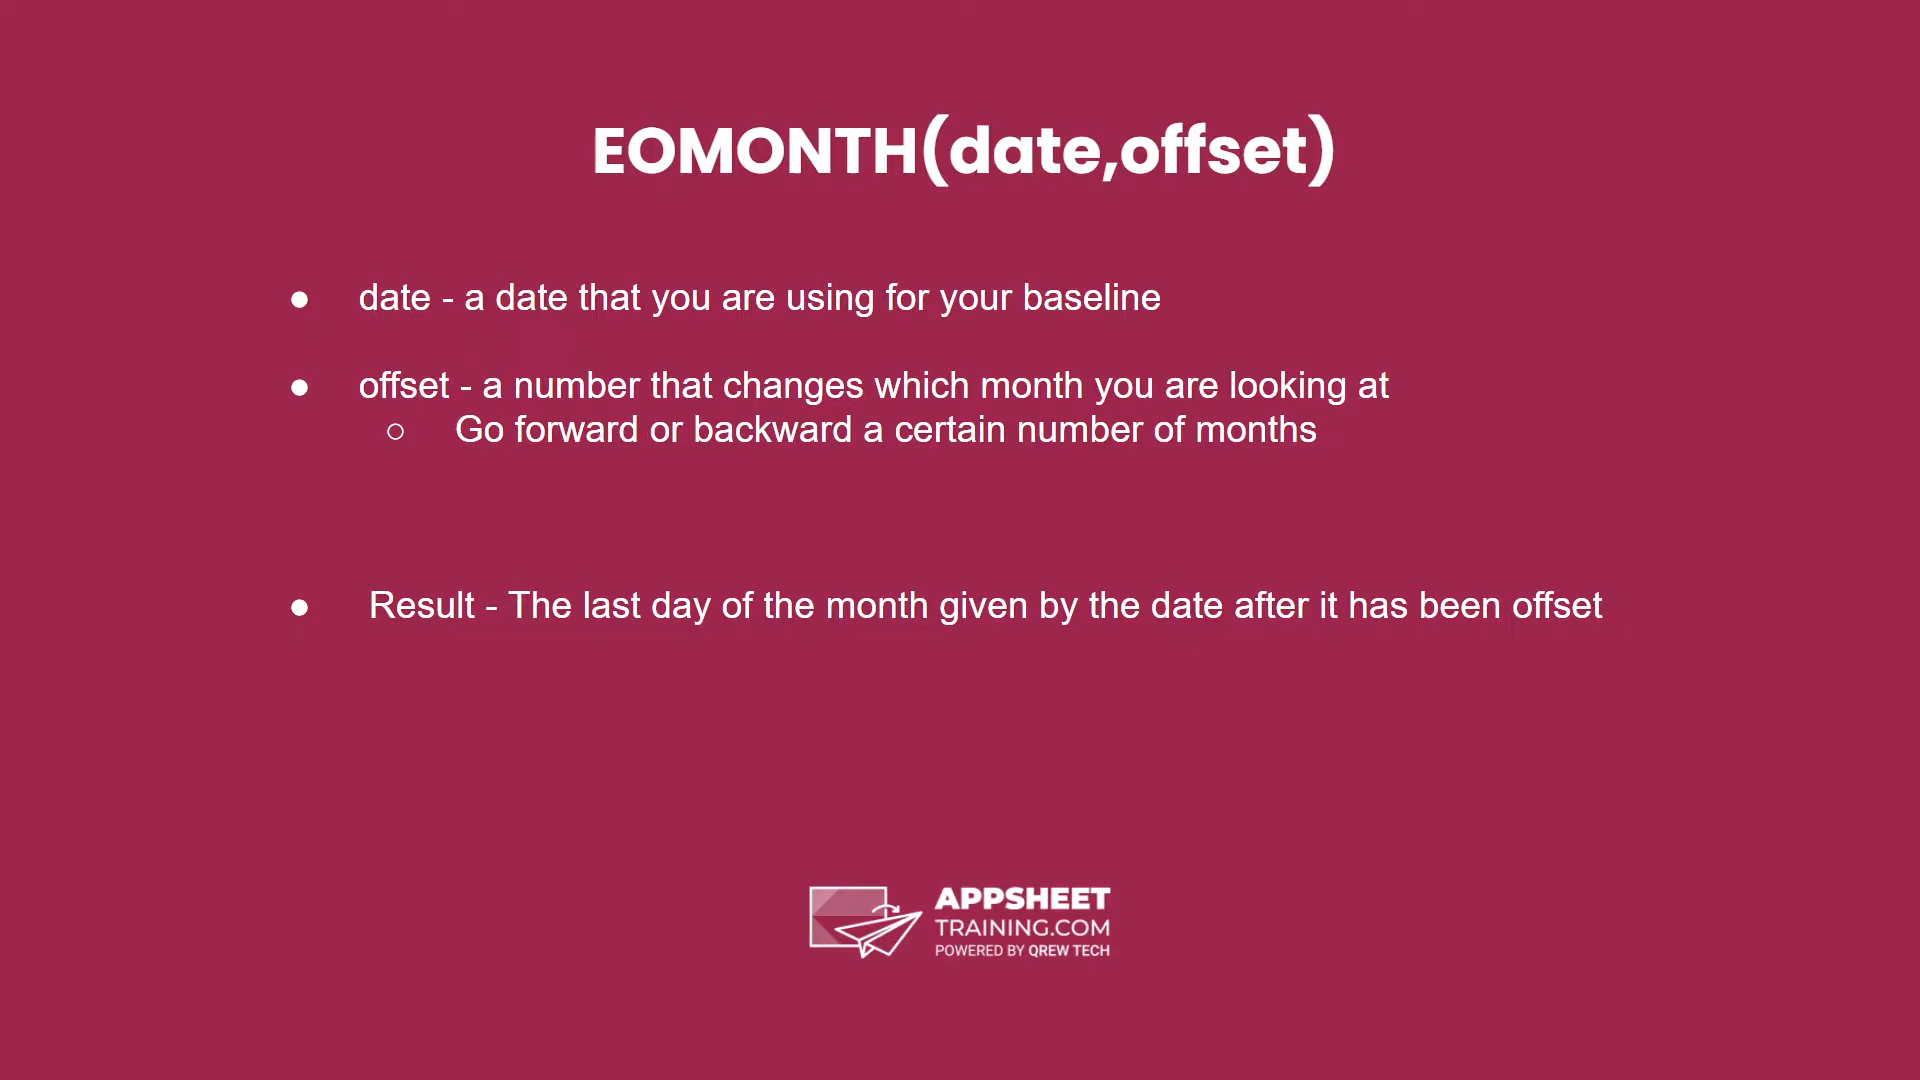 EOMONTH(date,offset)
● date - a date that you are using for your baseline
● offset - a number that changes which month you are looking at
○ Go forward or backward a certain number of months
● Result - The last day of the month given by the date after it has been offset
APPSHEET
TRAINING.COM
POWERED BY QREW TECH